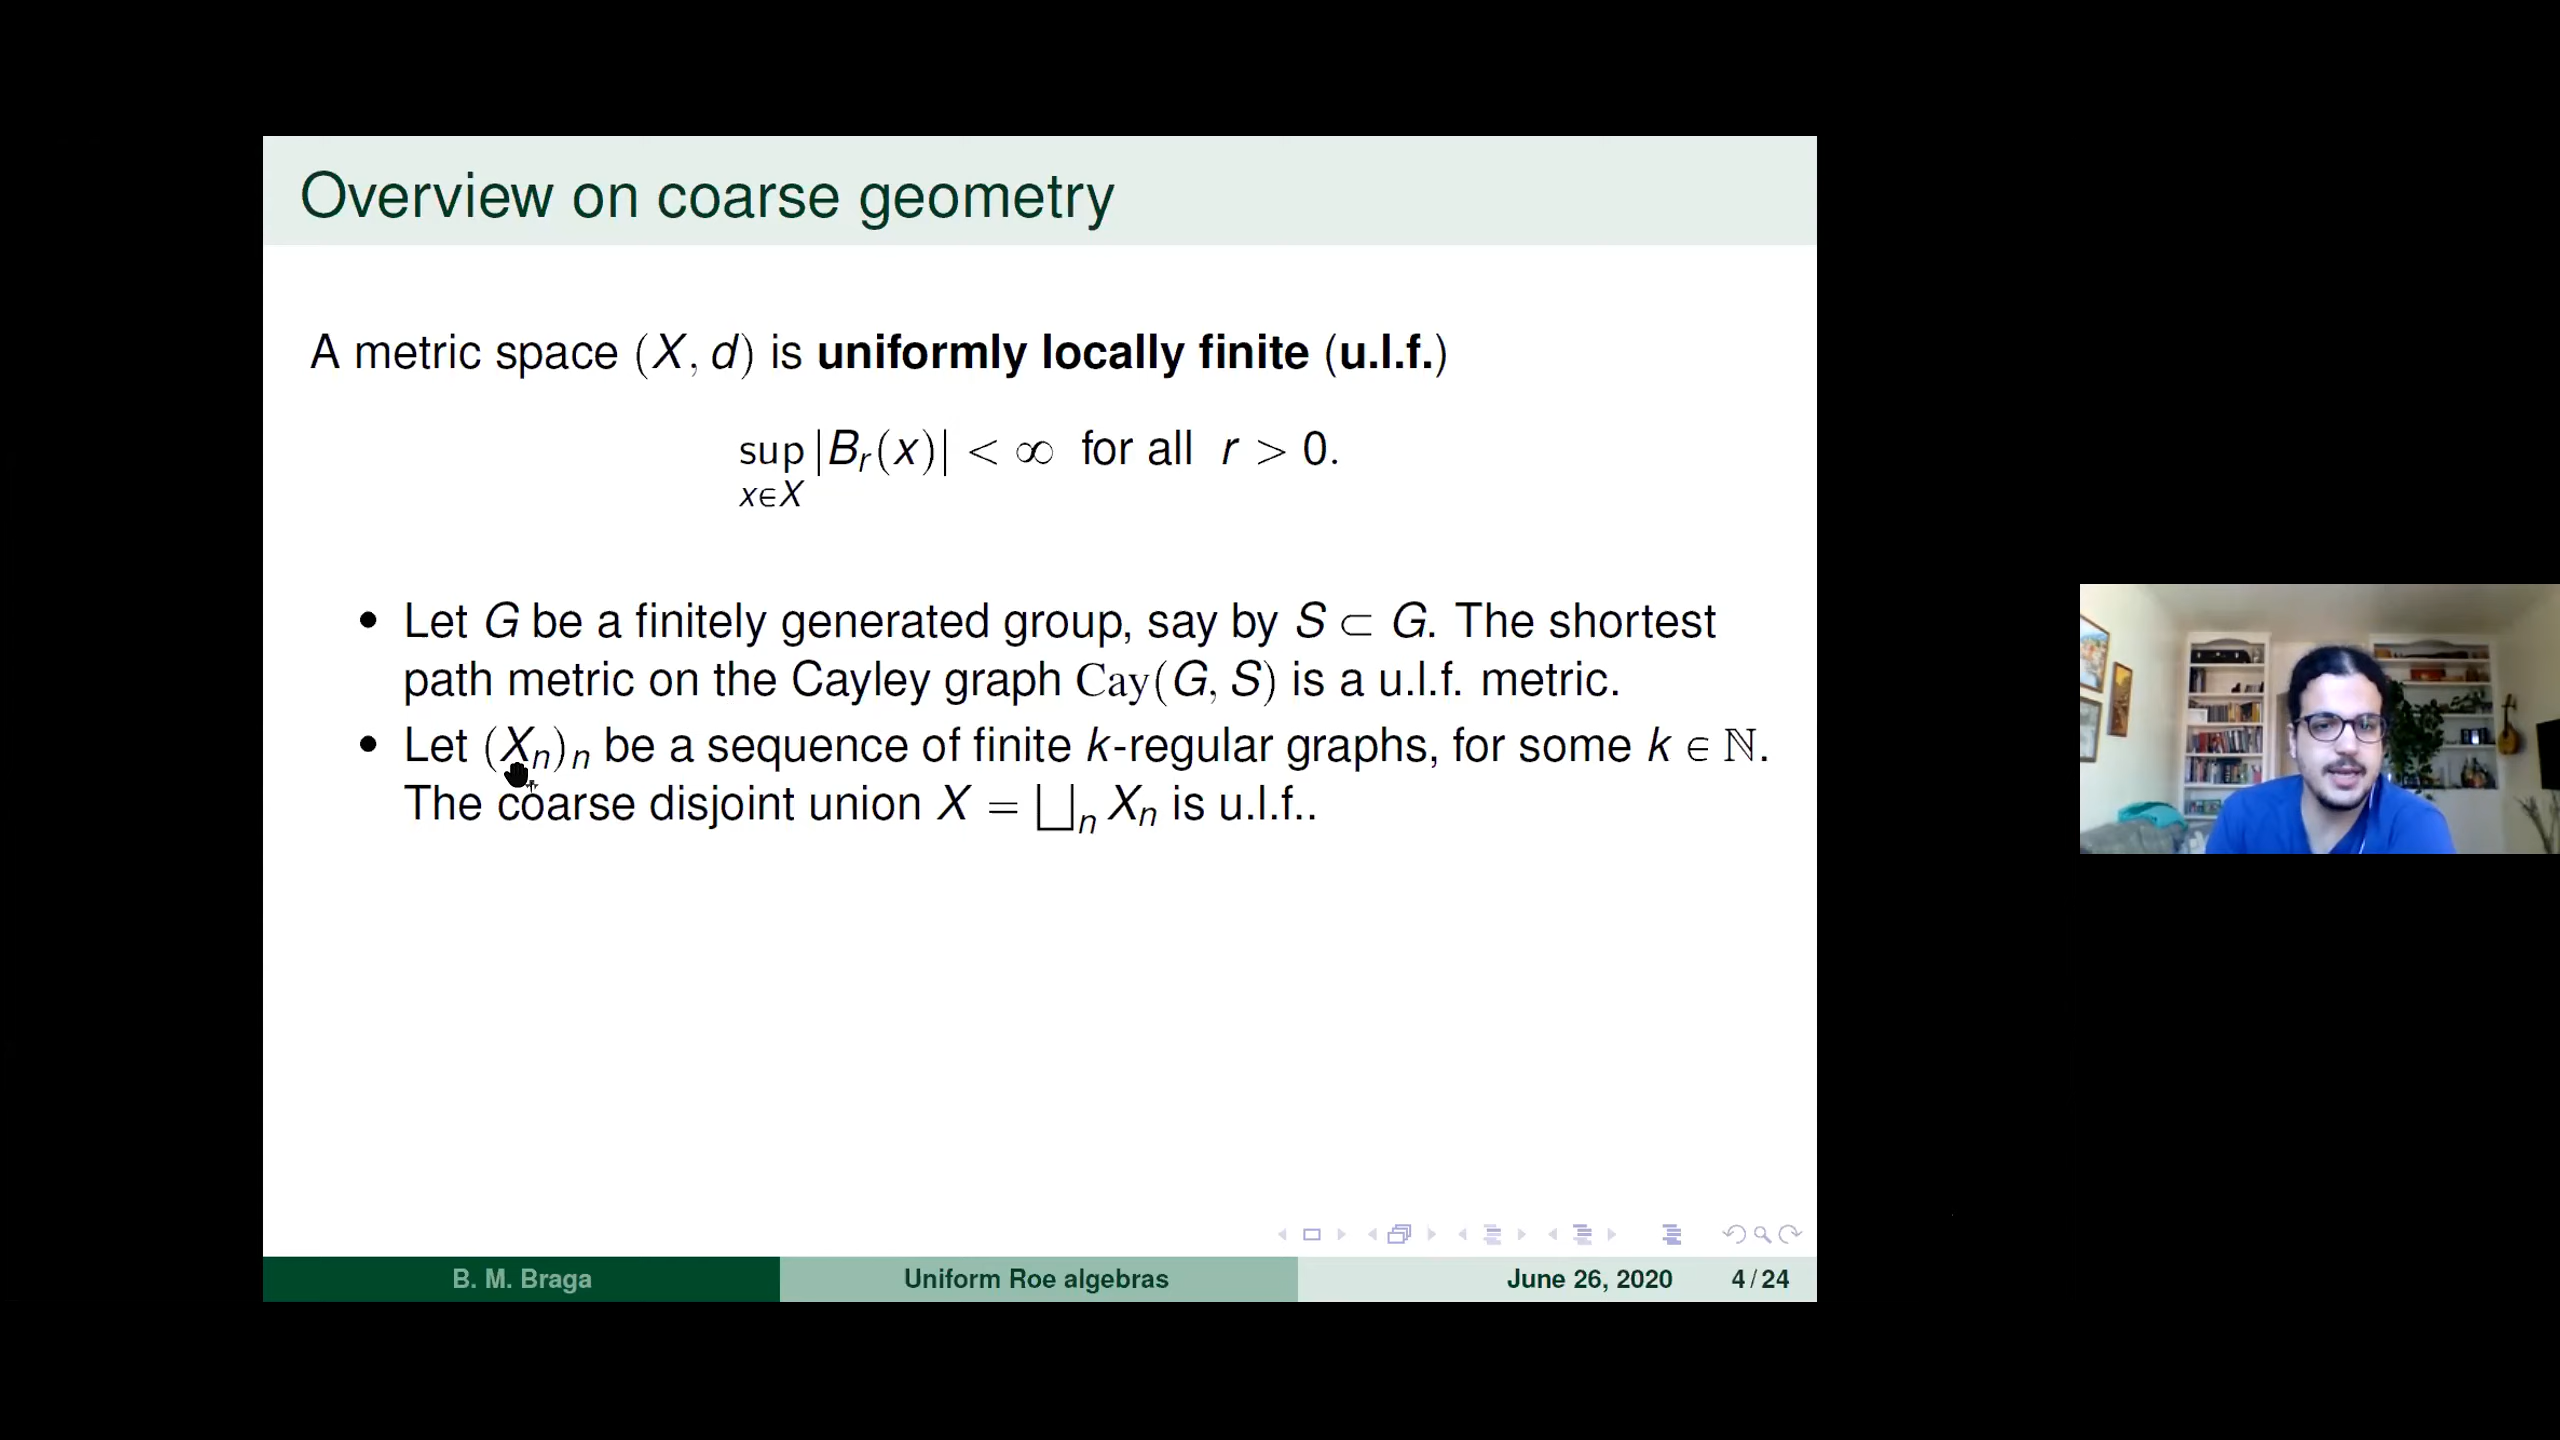 Overview on coarse geometry
A metric space (X, d) is uniformly locally finite (u.l.f.)
sup |B_r(x)| < ∞ for all r > 0.
x∈X
• Let G be a finitely generated group, say by S ⊂ G. The shortest
path metric on the Cayley graph Cay(G, S) is a u.l.f. metric.
• Let (X_n)_n be a sequence of finite k-regular graphs, for some k ∈ ℕ.
The coarse disjoint union X = ⨆_n X_n is u.l.f..
B. M. Braga
Uniform Roe algebras
June 26, 2020
4 / 24